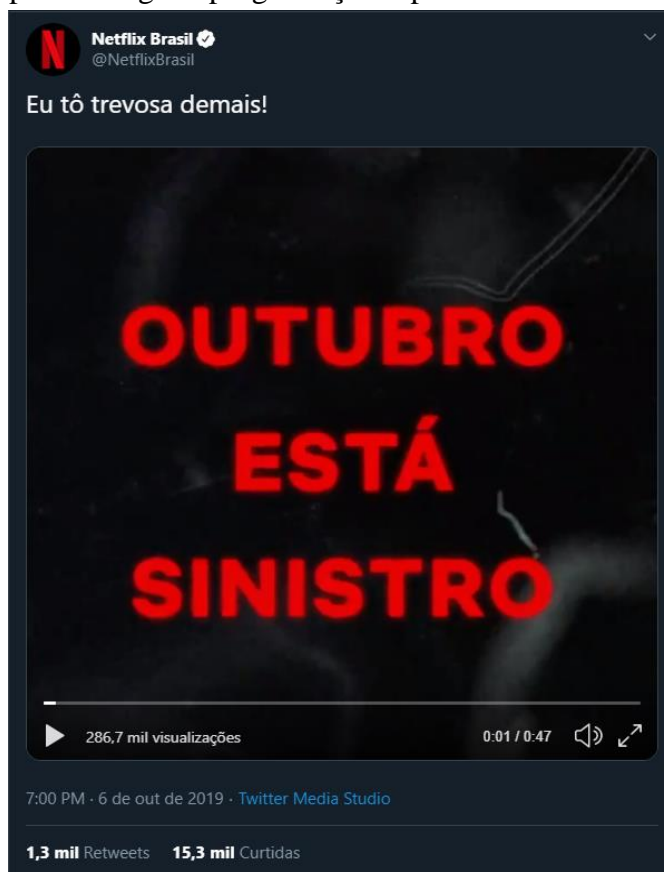 Netflix Brasil
@NetflixBrasil
Eu tô trevosa demais!
OUTUBRO
ESTÁ
SINISTRO
286,7 mil visualizações
0:01 / 0:47
7:00 PM · 6 de out de 2019 · Twitter Media Studio
1,3 mil Retweets 15,3 mil Curtidas